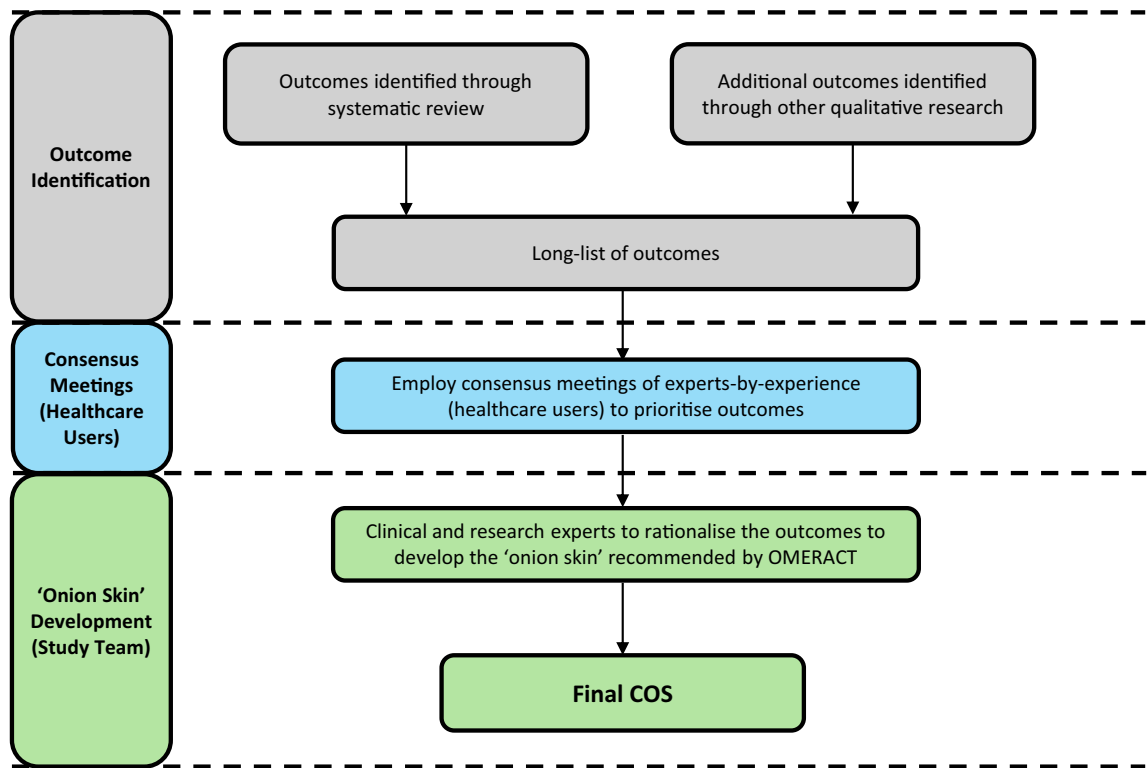 Outcome
Identification
Outcomes identified through
systematic review
Additional outcomes identified
through other qualitative research
Long-list of outcomes
Consensus
Meetings
(Healthcare
Users)
Employ consensus meetings of experts-by-experience
(healthcare users) to prioritise outcomes
‘Onion Skin’
Development
(Study Team)
Clinical and research experts to rationalise the outcomes to
develop the ‘onion skin’ recommended by OMERACT
Final COS